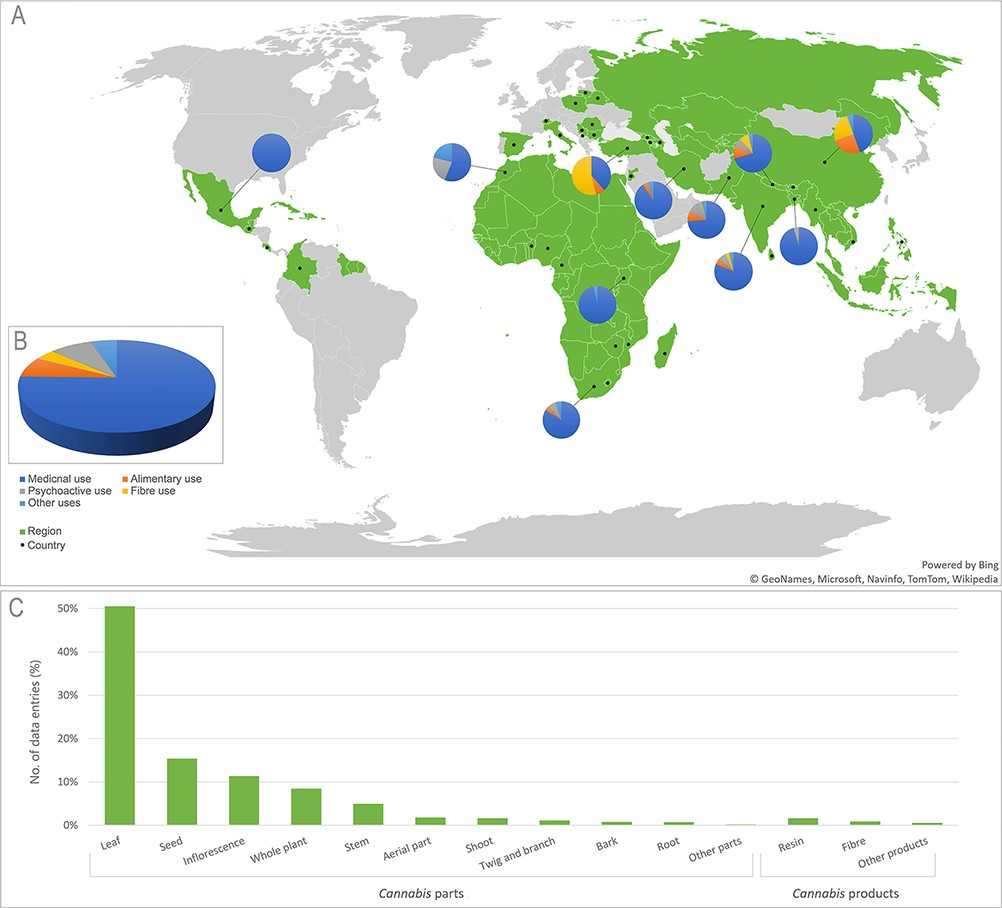 A
B
Medicnal use
Alimentary use
Psychoactive use
Fibre use
Other uses
Region
Country
Powered by Bing
© GeoNames, Microsoft, Navinfo, TomTom, Wikipedia
C
No. of data entries (%)
50%
40%
30%
20%
10%
0%
Leaf
Seed
Inflorescence
Whole plant
Stem
Aerial part
Shoot
Twig and branch
Bark
Root
Other parts
Resin
Fibre
Other products
Cannabis parts
Cannabis products